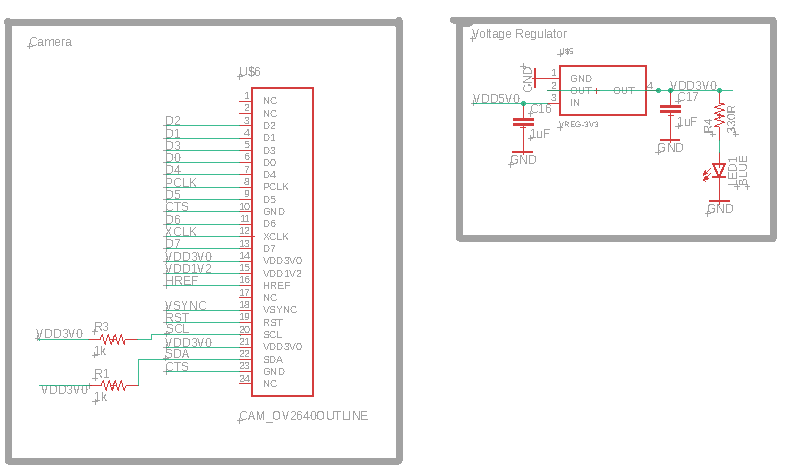 Camera
U$6
1 NC
2 NC
D2 3 D2
D1 4 D1
D3 5 D3
D0 6 D0
D4 7 D4
PCLK 8 PCLK
D5 9 D5
CTS 10 GND
D6 11 D6
XCLK 12 XCLK
D7 13 D7
VDD3V0 14 VDD3V0
VDD1V2 15 VDD1V2
HREF 16 HREF
17 NC
VSYNC 18 VSYNC
RST 19 RST
SCL 20 SCL
VDD3V0 21 VDD3V0
SDA 22 SDA
CTS 23 GND
24 NC
VDD3V0
R3
1k
R1
VDD3V0
1k
CAM_OV2640OUTLINE
Voltage Regulator
U$5
GND
1 GND
2 OUT OUT 4
3 IN
VREG-3V3
VDD5V0
C16
1uF
GND
VDD3V0
C17
1uF
GND
R4
330R
LED1
BLUE
GND